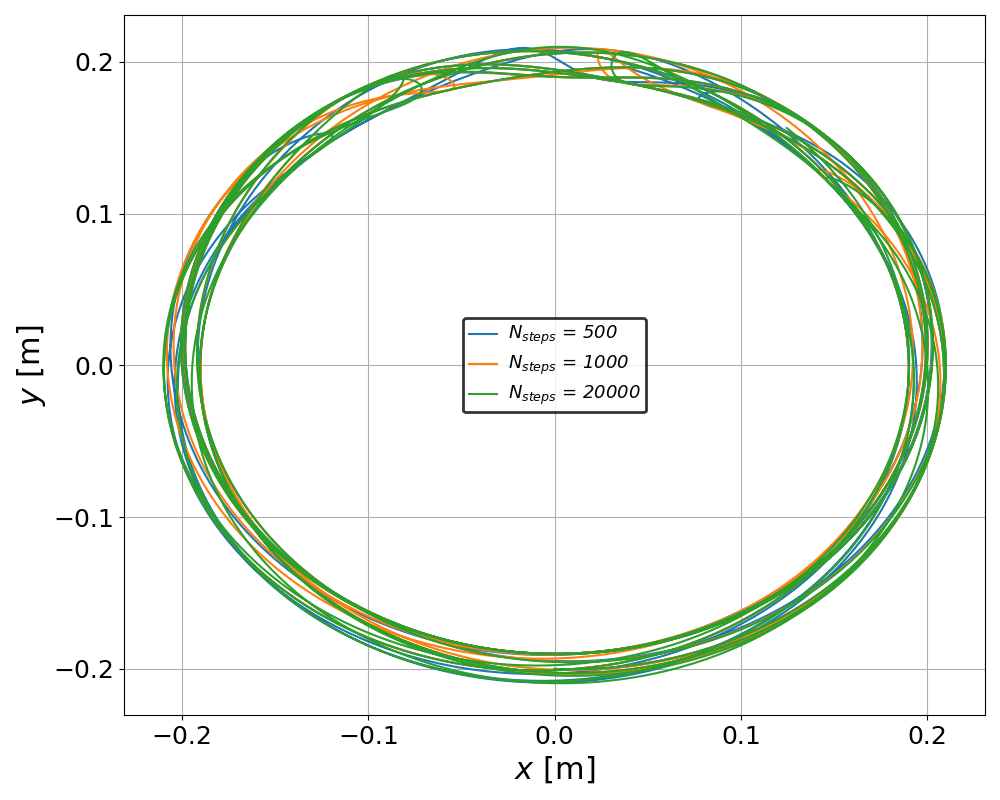 0.2
0.1
0.0
−0.1
−0.2
y [m]
N_steps = 500
N_steps = 1000
N_steps = 20000
−0.2 −0.1 0.0 0.1 0.2
x [m]